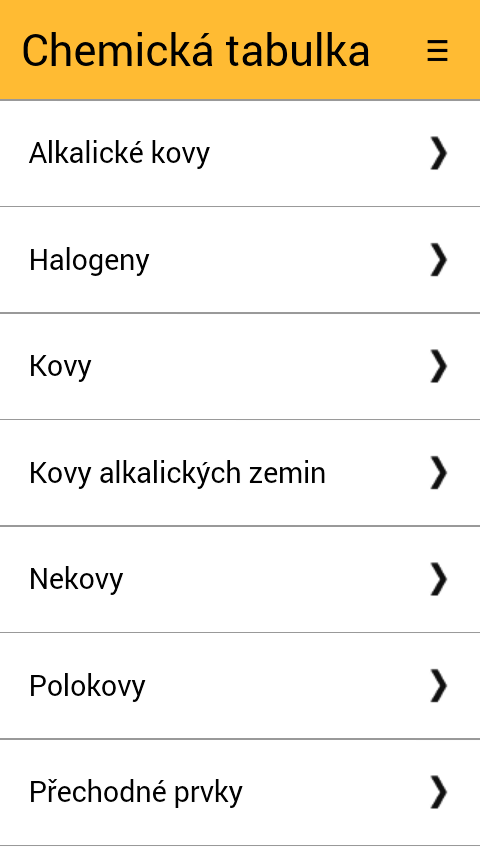 Chemická tabulka
Alkalické kovy
Halogeny
Kovy
Kovy alkalických zemin
Nekovy
Polokovy
Přechodné prvky